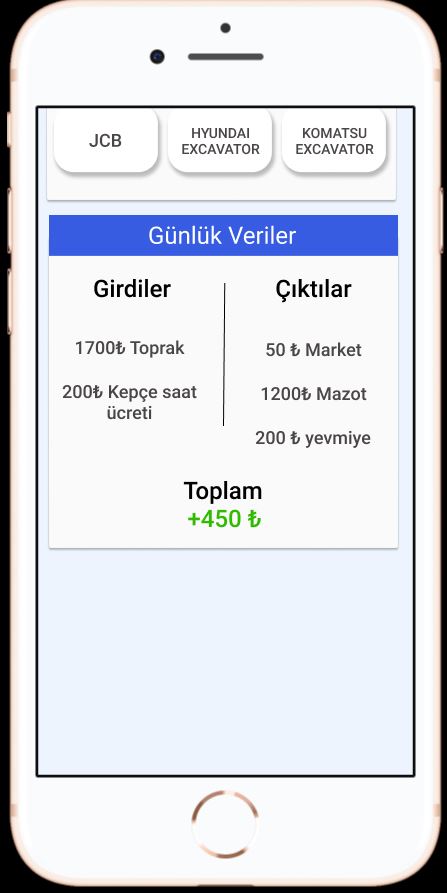 JCB
HYUNDAI
EXCAVATOR
KOMATSU
EXCAVATOR
Günlük Veriler
Girdiler
1700₺ Toprak
200₺ Kepçe saat
ücreti
Çıktılar
50 ₺ Market
1200₺ Mazot
200 ₺ yevmiye
Toplam
+450 ₺